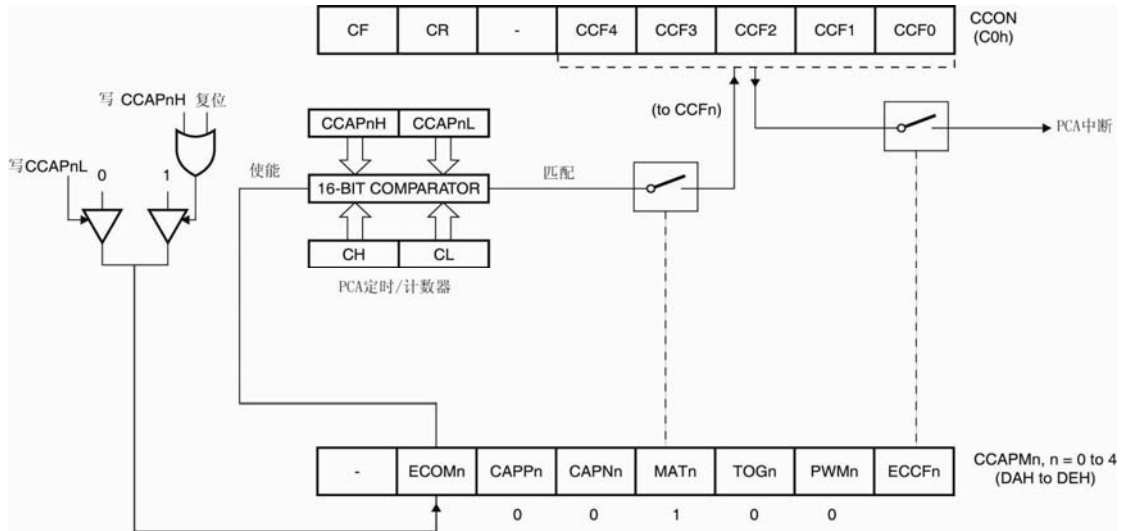 CF CR - CCF4 CCF3 CCF2 CCF1 CCF0 CCON
(C0h)
写 CCAPnH 复位
(to CCFn)
CCAPnH CCAPnL
PCA中断
写CCAPnL 0 1
使能
匹配
16-BIT COMPARATOR
CH CL
PCA定时/计数器
- ECOMn CAPPn CAPNn MATn TOGn PWMn ECCFn
CCAPMn, n = 0 to 4
(DAH to DEH)
0 0 1 0 0